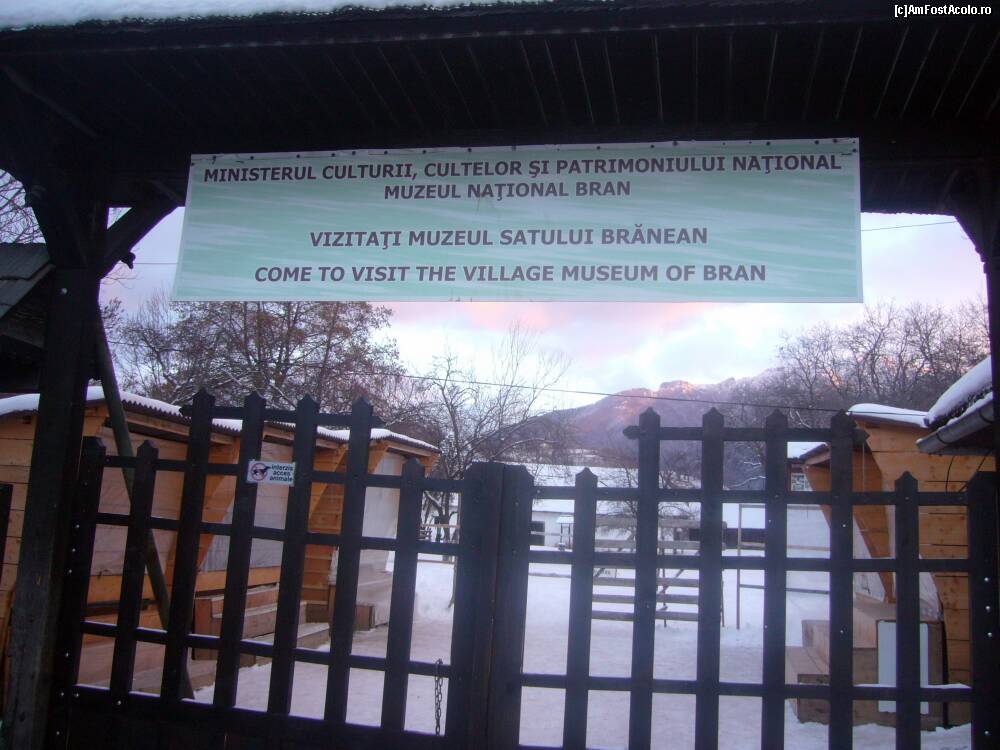 [c]AmFostAcolo.ro
MINISTERUL CULTURII, CULTELOR ŞI PATRIMONIULUI NAŢIONAL
MUZEUL NAŢIONAL BRAN
VIZITAŢI MUZEUL SATULUI BRĂNEAN
COME TO VISIT THE VILLAGE MUSEUM OF BRAN
interzis
acces
animale